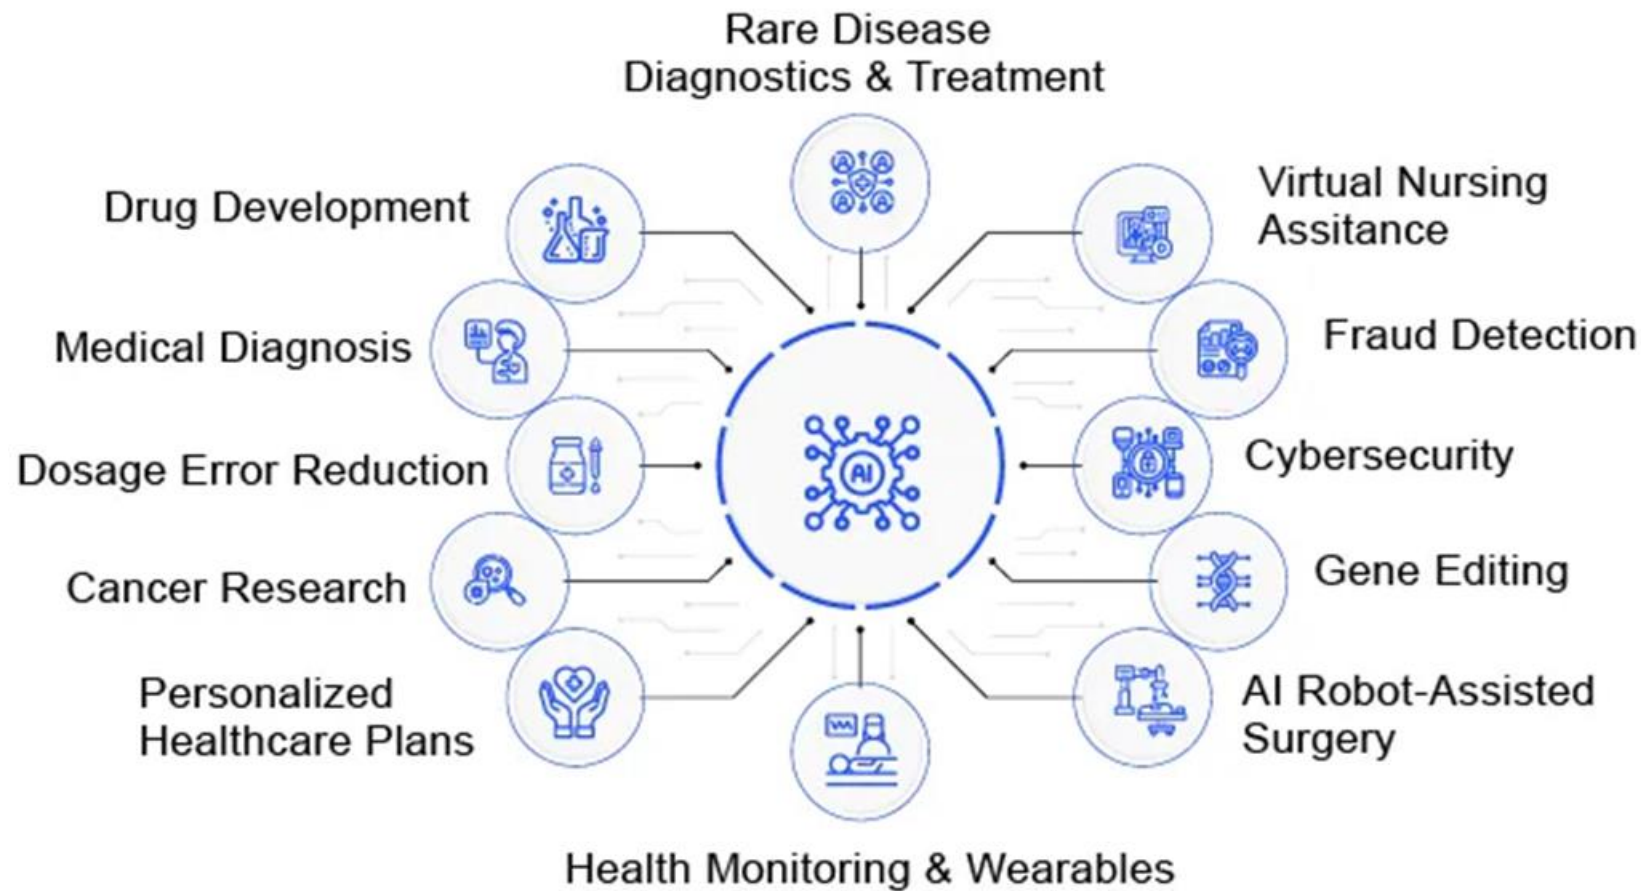 Rare Disease
Diagnostics & Treatment
Drug Development
Virtual Nursing
Assitance
Medical Diagnosis
Fraud Detection
Dosage Error Reduction
AI
Cybersecurity
Cancer Research
Gene Editing
Personalized
Healthcare Plans
AI Robot-Assisted
Surgery
Health Monitoring & Wearables